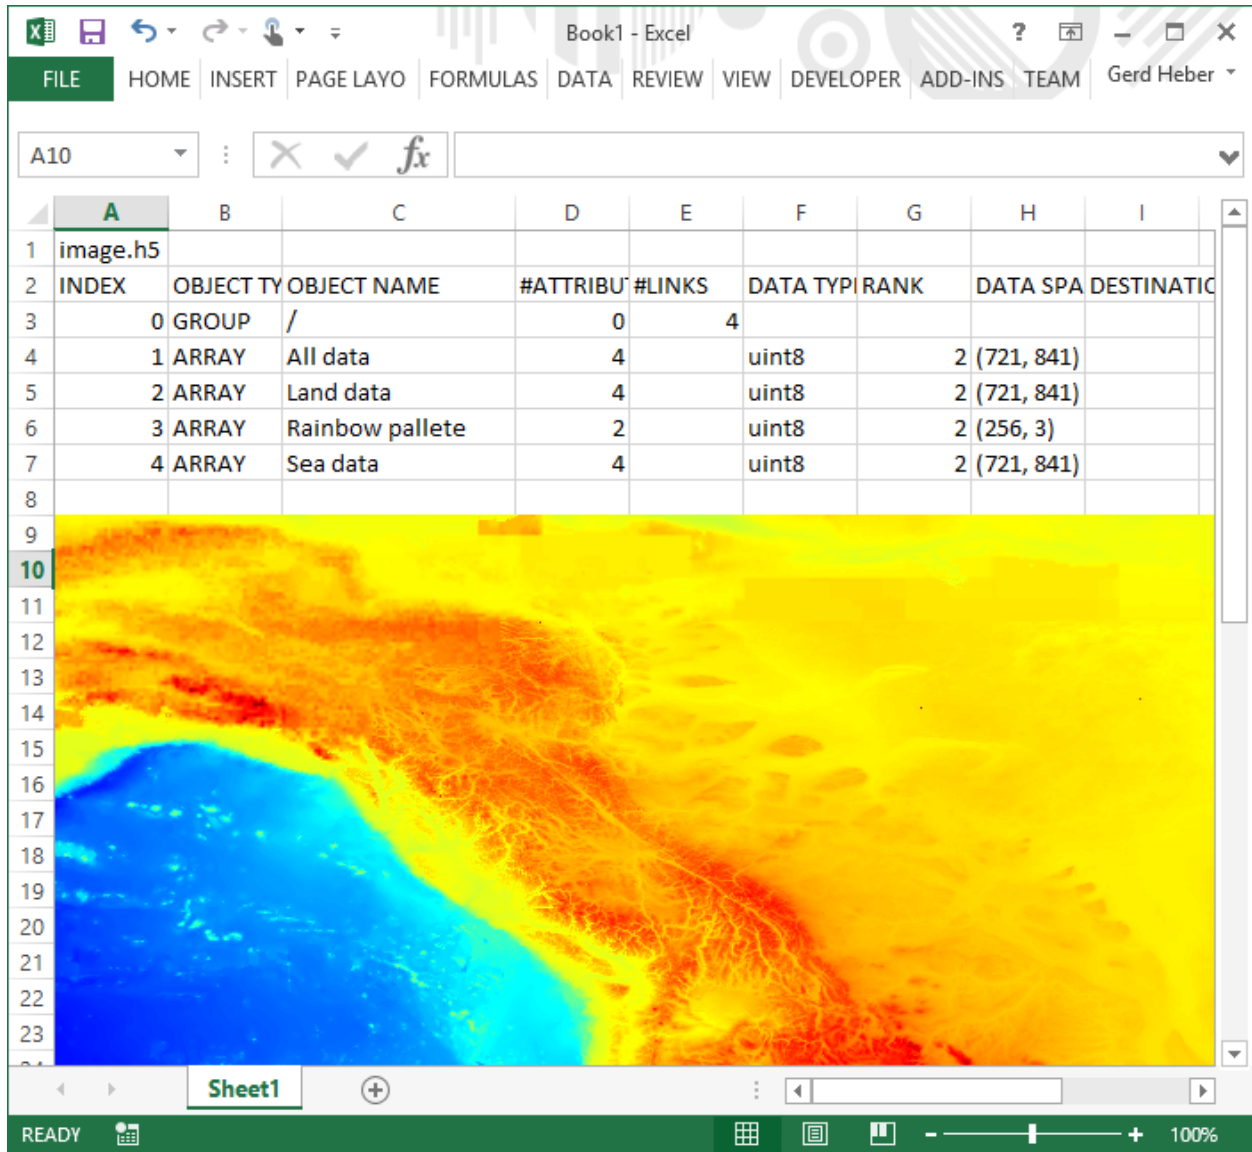 Book1 - Excel ?
FILE HOME INSERT PAGE LAYO FORMULAS DATA REVIEW VIEW DEVELOPER ADD-INS TEAM Gerd Heber
A10 fx
A B C D E F G H I
1 image.h5
2 INDEX OBJECT TY OBJECT NAME #ATTRIBUT #LINKS DATA TYPE RANK DATA SPA DESTINATIO
3 0 GROUP / 0 4
4 1 ARRAY All data 4 uint8 2 (721, 841)
5 2 ARRAY Land data 4 uint8 2 (721, 841)
6 3 ARRAY Rainbow pallete 2 uint8 2 (256, 3)
7 4 ARRAY Sea data 4 uint8 2 (721, 841)
8
9
10
11
12
13
14
15
16
17
18
19
20
21
22
23
Sheet1
READY 100%